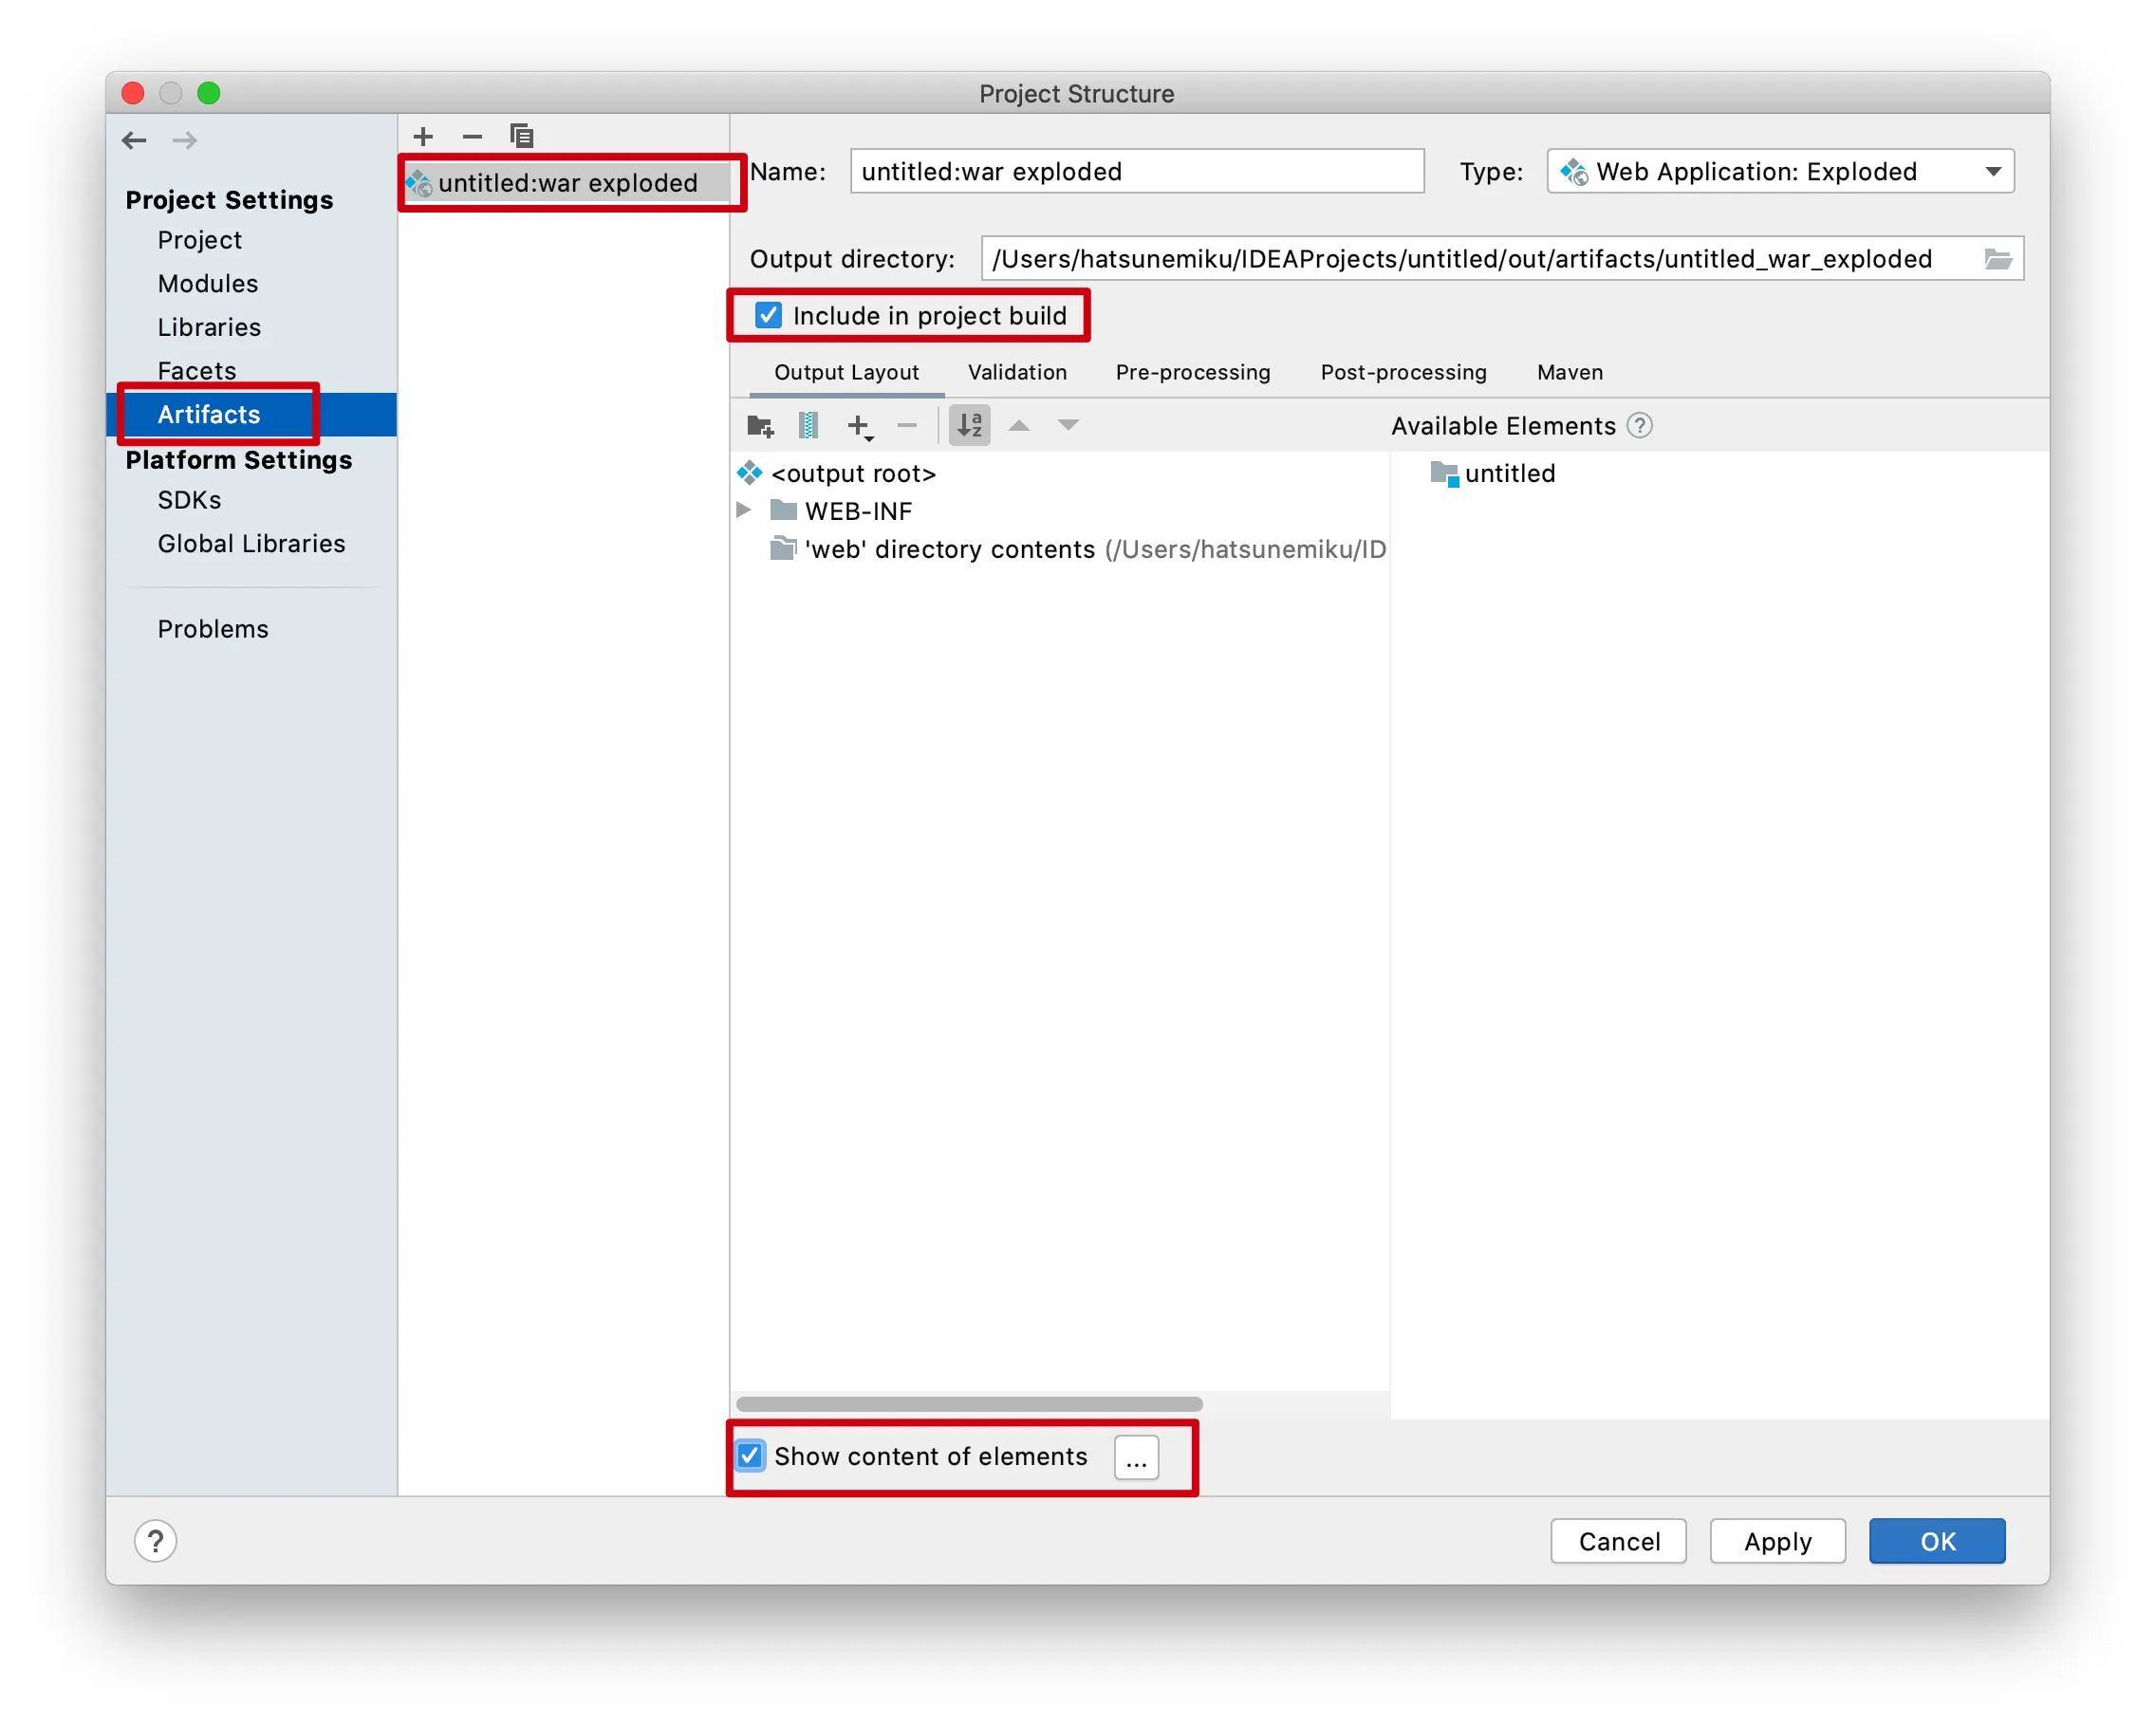 Project Structure
Project Settings
Project
Modules
Libraries
Facets
Artifacts
Platform Settings
SDKs
Global Libraries
Problems
untitled:war exploded
Name: untitled:war exploded Type: Web Application: Exploded
Output directory: /Users/hatsunemiku/IDEAProjects/untitled/out/artifacts/untitled_war_exploded
Include in project build
Output Layout Validation Pre-processing Post-processing Maven
Available Elements ?
<output root>
WEB-INF
'web' directory contents (/Users/hatsunemiku/ID
untitled
Show content of elements ...
? Cancel Apply OK